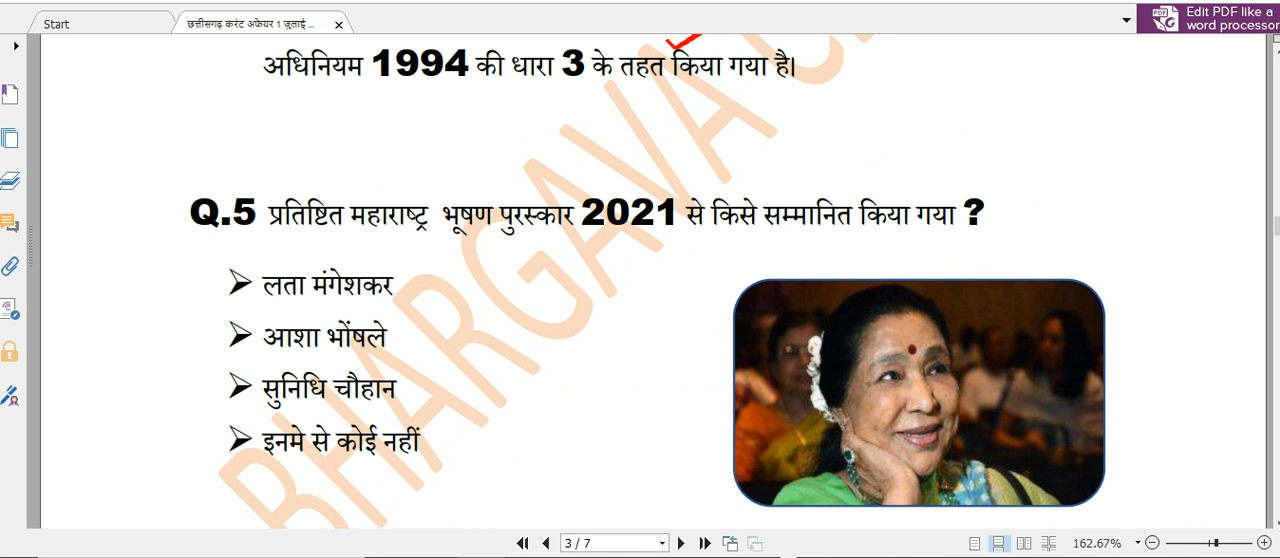 Start
छत्तीसगढ़ करंट अफेयर 1 जुलाई ...
Edit PDF like a
word processor
अधिनियम 1994 की धारा 3 के तहत किया गया है।
Q.5 प्रतिष्टित महाराष्ट्र भूषण पुरस्कार 2021 से किसे सम्मानित किया गया ?
लता मंगेशकर
आशा भोंषले
सुनिधि चौहान
इनमे से कोई नहीं
BHARGAVA C
3 / 7
162.67%